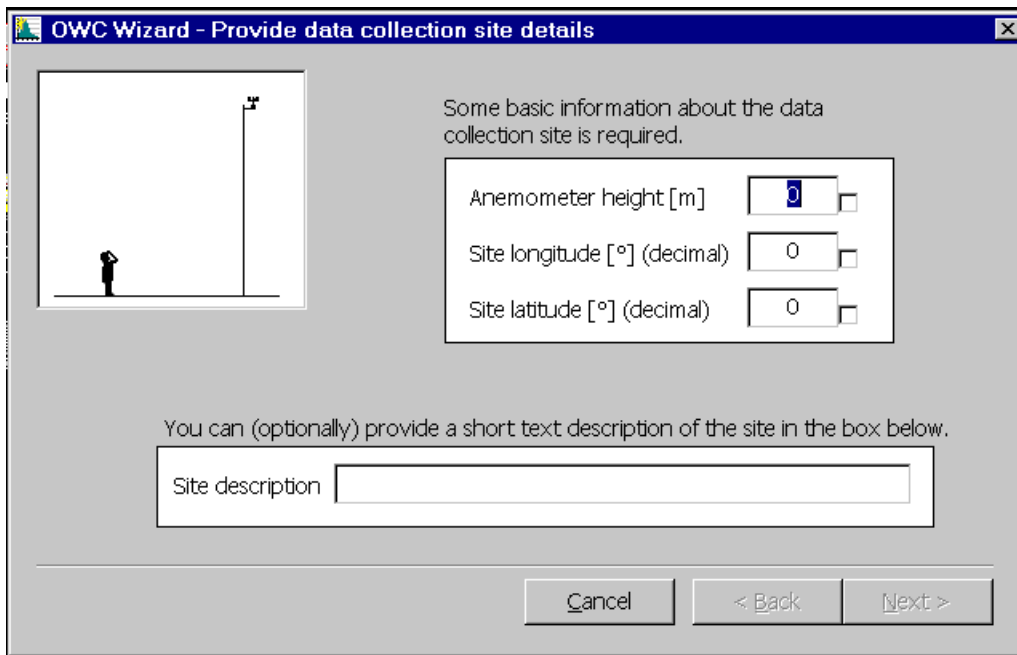 OWC Wizard - Provide data collection site details
Some basic information about the data
collection site is required.
Anemometer height [m] 0
Site longitude [°] (decimal) 0
Site latitude [°] (decimal) 0
You can (optionally) provide a short text description of the site in the box below.
Site description
Cancel < Back Next >